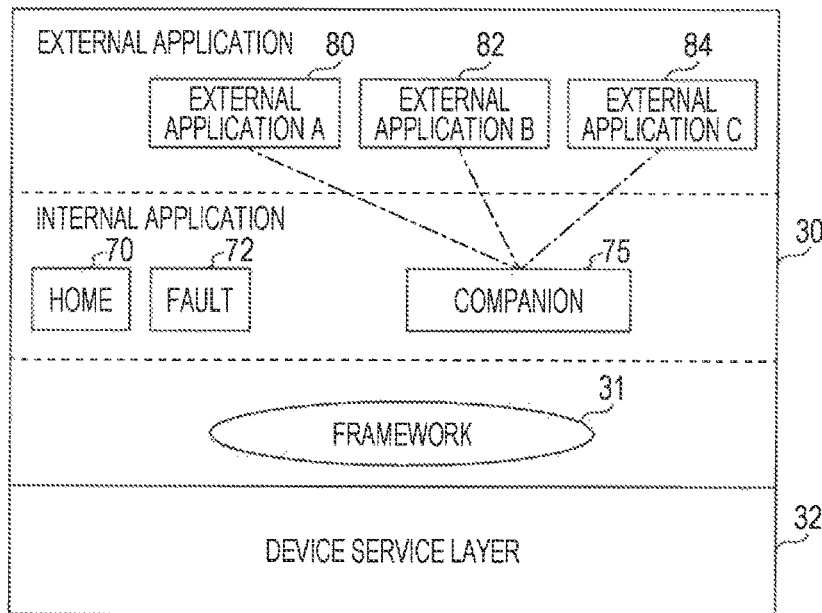 EXTERNAL APPLICATION
80
82
84
EXTERNAL
APPLICATION A
EXTERNAL
APPLICATION B
EXTERNAL
APPLICATION C
INTERNAL APPLICATION
30
70
72
75
HOME
FAULT
COMPANION
31
FRAMEWORK
32
DEVICE SERVICE LAYER